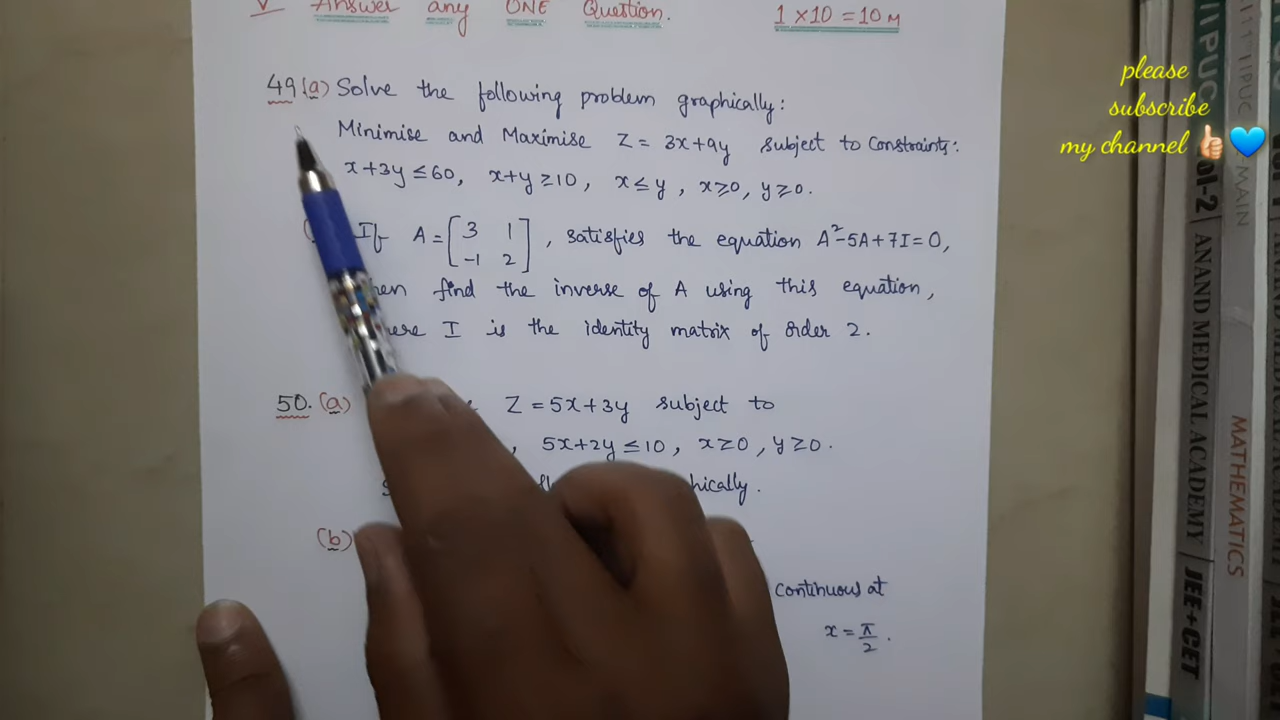 V Answer any ONE Question. 1 × 10 = 10 M
49(a) Solve the following problem graphically:
Minimise and Maximise Z = 3x+9y subject to Constraints:
x+3y ≤ 60, x+y ≥ 10, x ≤ y, x ≥ 0, y ≥ 0.
If A = [3 1
-1 2], satisfies the equation A²-5A+7I=0,
find the inverse of A using this equation,
I is the identity matrix of order 2.
50. (a) Z = 5x+3y subject to
, 5x+2y ≤ 10, x ≥ 0, y ≥ 0.
(b)
continuous at
x = π/2.
please
subscribe
my channel 👍🏻💙
II PUC
ANAND MEDICAL ACADEMY
JEE+CET
MATHEMATICS
MAIN